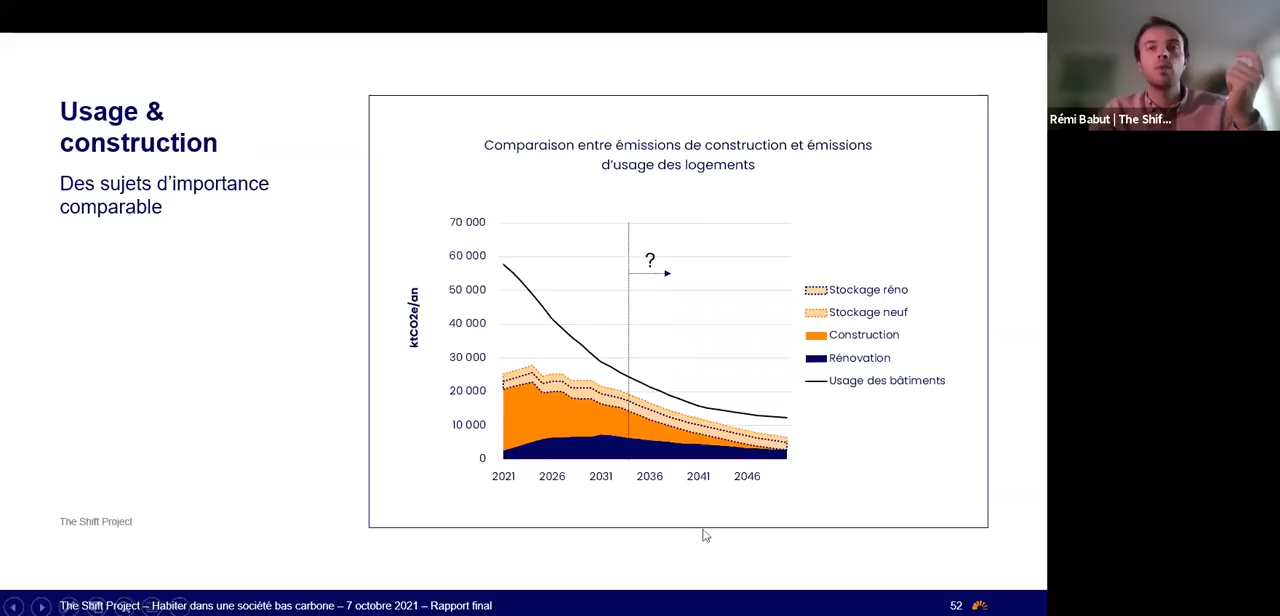 Usage &
construction
Des sujets d’importance
comparable
Comparaison entre émissions de construction et émissions
d’usage des logements
ktCO2e/an
70 000
60 000
50 000
40 000
30 000
20 000
10 000
0
?
2021 2026 2031 2036 2041 2046
Stockage réno
Stockage neuf
Construction
Rénovation
Usage des bâtiments
The Shift Project
The Shift Project – Habiter dans une société bas carbone – 7 octobre 2021 – Rapport final
52
Rémi Babut | The Shif...